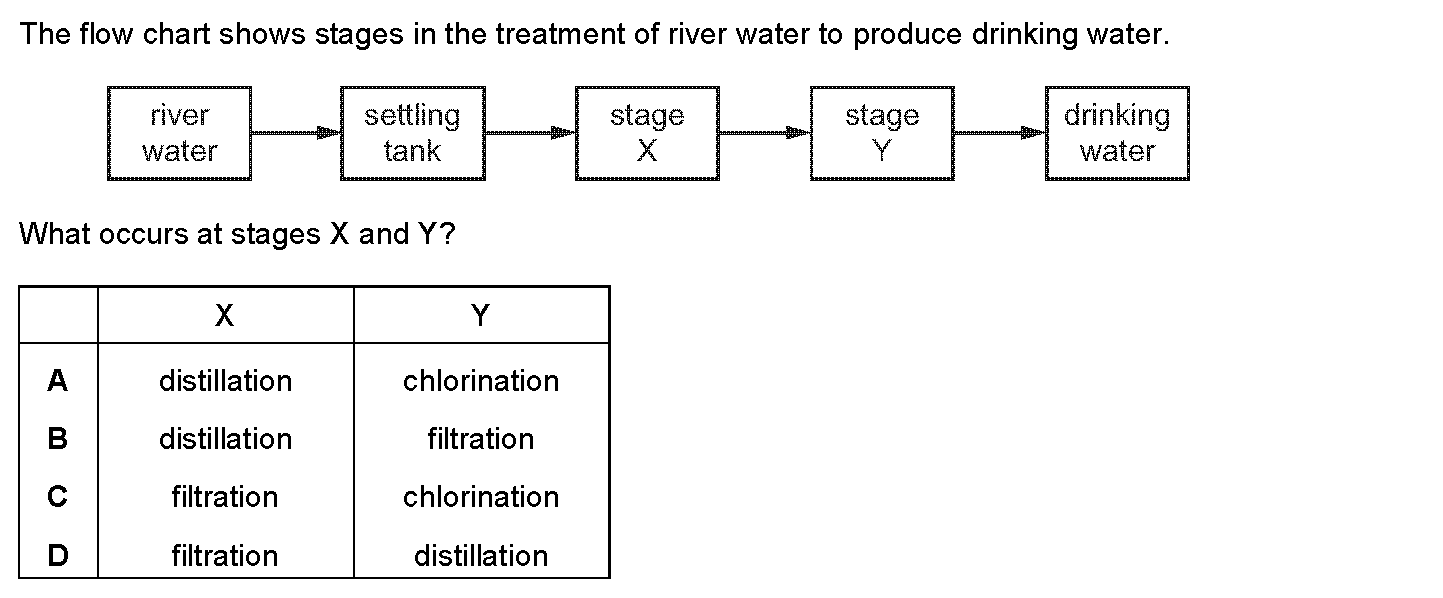 The flow chart shows stages in the treatment of river water to produce drinking water.
river
water
settling
tank
stage
X
stage
Y
drinking
water
What occurs at stages X and Y?
X Y
A distillation chlorination
B distillation filtration
C filtration chlorination
D filtration distillation